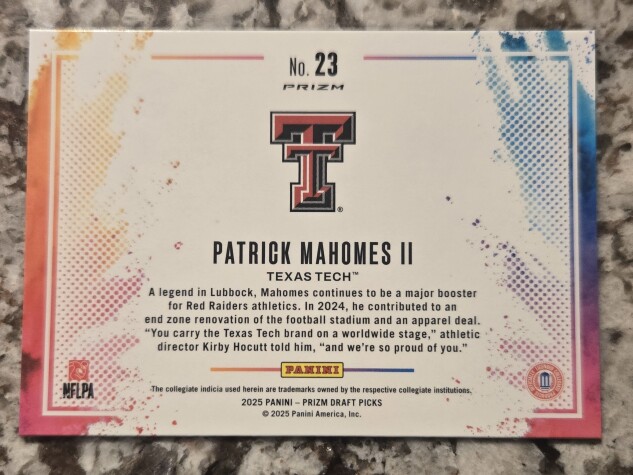 No. 23
PRIZM
®
PATRICK MAHOMES II
TEXAS TECH™
A legend in Lubbock, Mahomes continues to be a major booster
for Red Raiders athletics. In 2024, he contributed to an
end zone renovation of the football stadium and an apparel deal.
"You carry the Texas Tech brand on a worldwide stage," athletic
director Kirby Hocutt told him, "and we're so proud of you."
PANINI
NFLPA
The collegiate indicia used herein are trademarks owned by the respective collegiate institutions.
2025 PANINI – PRIZM DRAFT PICKS
© 2025 Panini America, Inc.